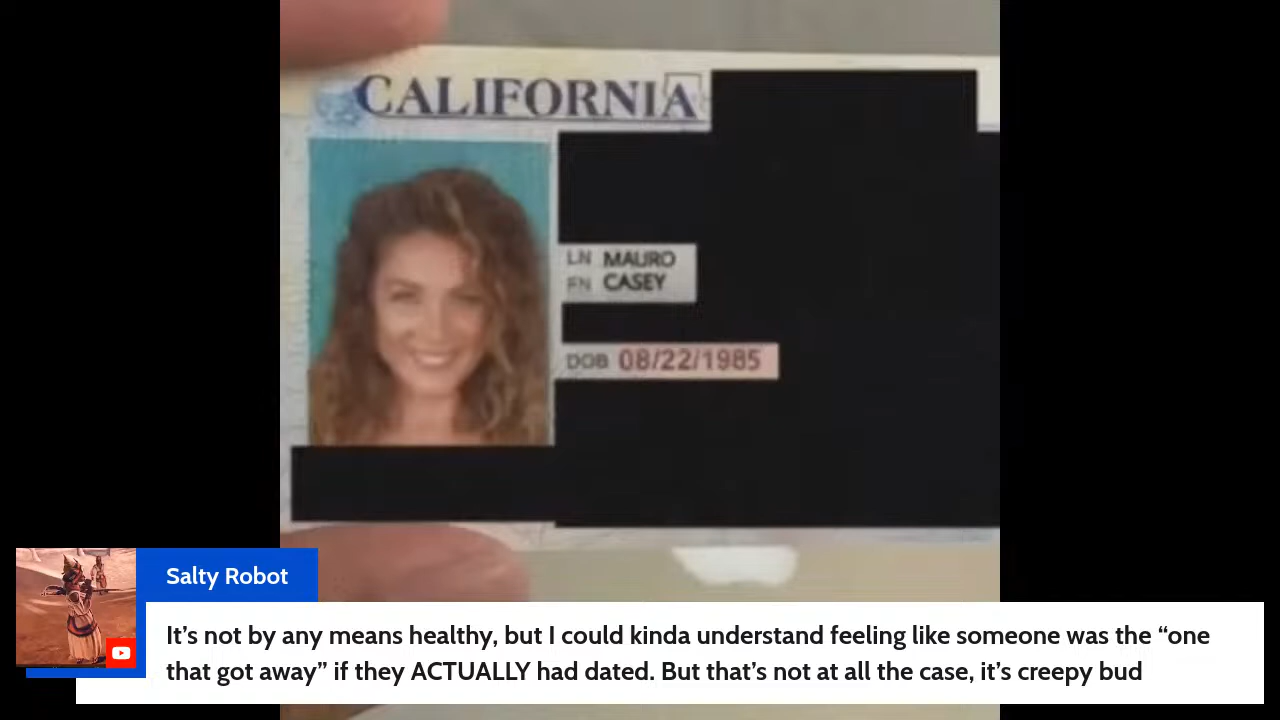 CALIFORNIA
LN MAURO
FN CASEY
DOB 08/22/1985
Salty Robot
It’s not by any means healthy, but I could kinda understand feeling like someone was the “one
that got away” if they ACTUALLY had dated. But that’s not at all the case, it’s creepy bud